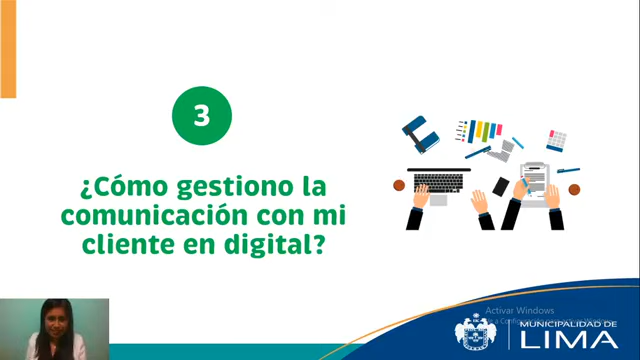 3
¿Cómo gestiono la
comunicación con mi
cliente en digital?
Activar Windows
MUNICIPALIDAD DE
LIMA